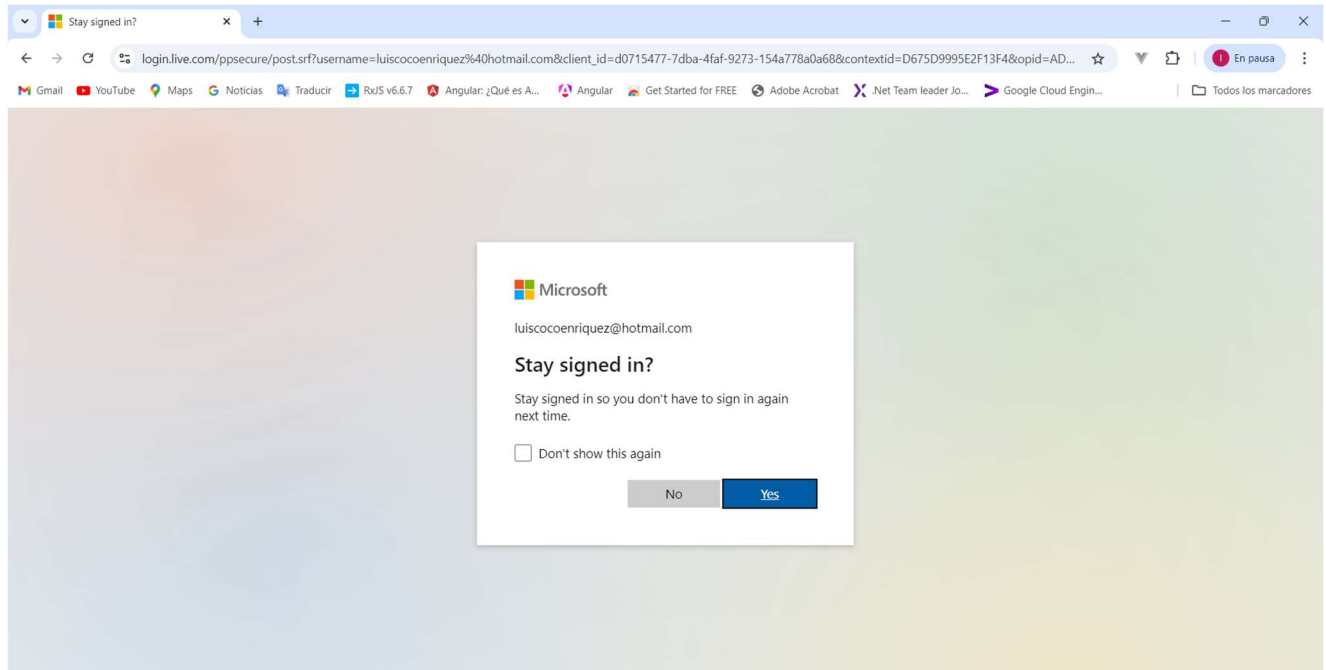 Stay signed in?
login.live.com/ppsecure/post.srf?username=luiscocoenriquez%40hotmail.com&client_id=d0715477-7dba-4faf-9273-154a778a0a68&contextid=D675D9995E2F13F4&opid=AD...
En pausa
Gmail YouTube Maps Noticias Traducir RxJS v6.6.7 Angular: ¿Qué es A... Angular Get Started for FREE Adobe Acrobat .Net Team leader Jo... Google Cloud Engin... Todos los marcadores
Microsoft
luiscocoenriquez@hotmail.com
Stay signed in?
Stay signed in so you don't have to sign in again
next time.
Don't show this again
No Yes